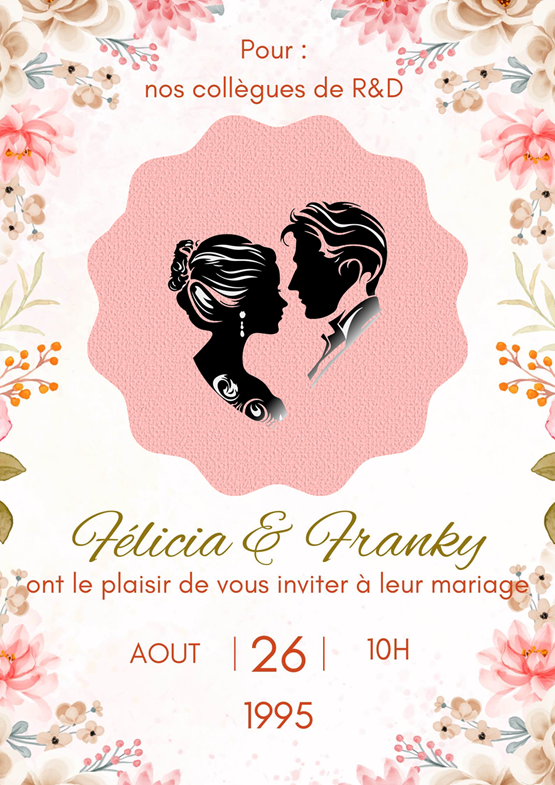 Pour :
nos collègues de R&D
Félicia & Franky
ont le plaisir de vous inviter à leur mariage
AOUT | 26 | 10H
1995